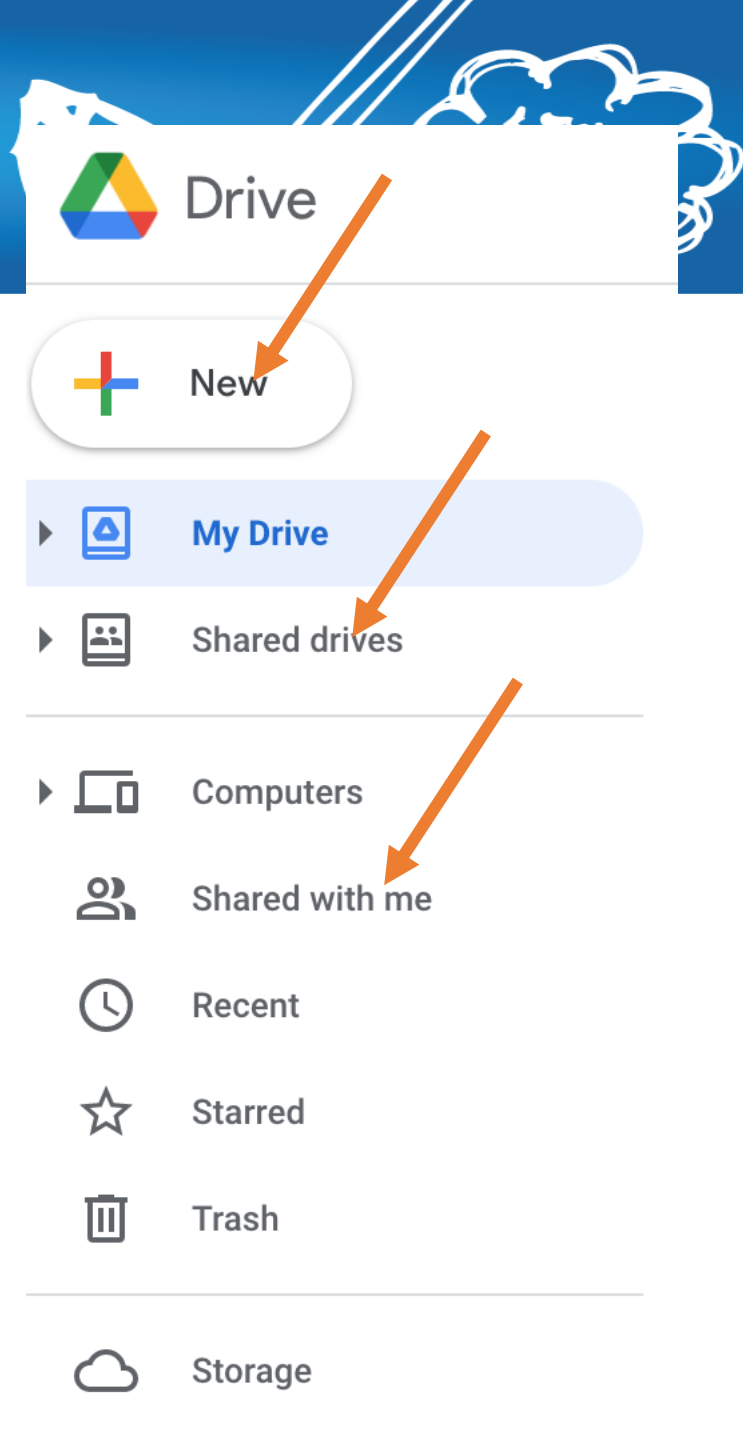 Drive
New
My Drive
Shared drives
Computers
Shared with me
Recent
Starred
Trash
Storage